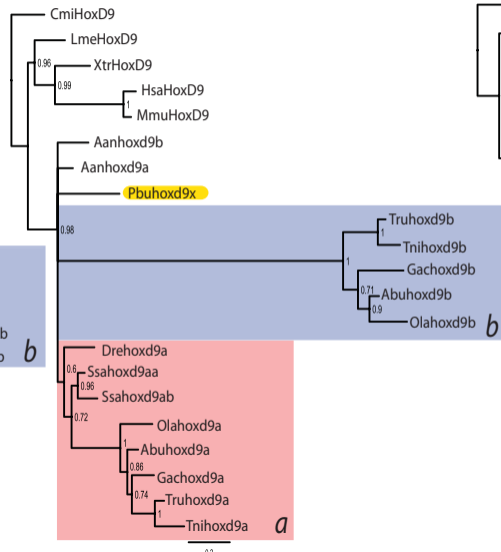 CmiHoxD9
LmeHoxD9
0.96
XtrHoxD9
0.99
HsaHoxD9
1
MmuHoxD9
Aanhoxd9b
Aanhoxd9a
Pbuhoxd9x
0.98
Truhoxd9b
1
Tnihoxd9b
1
Gachoxd9b
0.71
Abuhoxd9b
0.9
Olahoxd9b
b
b
b
Drehoxd9a
0.6
Ssahoxd9aa
0.96
Ssahoxd9ab
0.72
Olahoxd9a
1
Abuhoxd9a
0.86
Gachoxd9a
0.74
Truhoxd9a
1
Tnihoxd9a
a